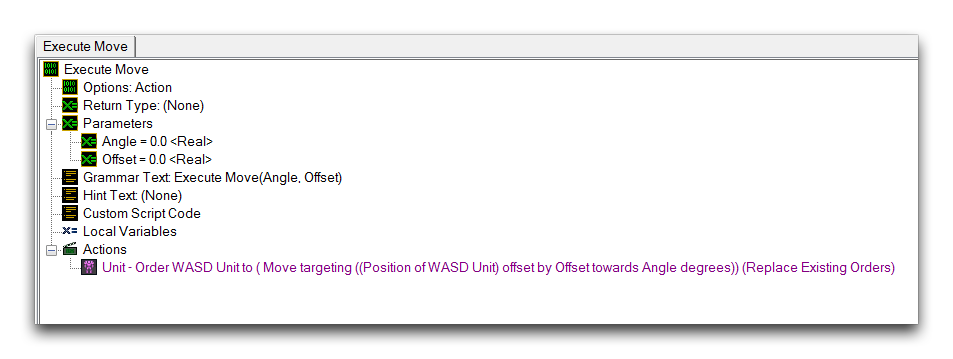 Execute Move
Execute Move
Options: Action
Return Type: (None)
Parameters
Angle = 0.0 <Real>
Offset = 0.0 <Real>
Grammar Text: Execute Move(Angle, Offset)
Hint Text: (None)
Custom Script Code
Local Variables
Actions
Unit - Order WASD Unit to ( Move targeting ((Position of WASD Unit) offset by Offset towards Angle degrees)) (Replace Existing Orders)